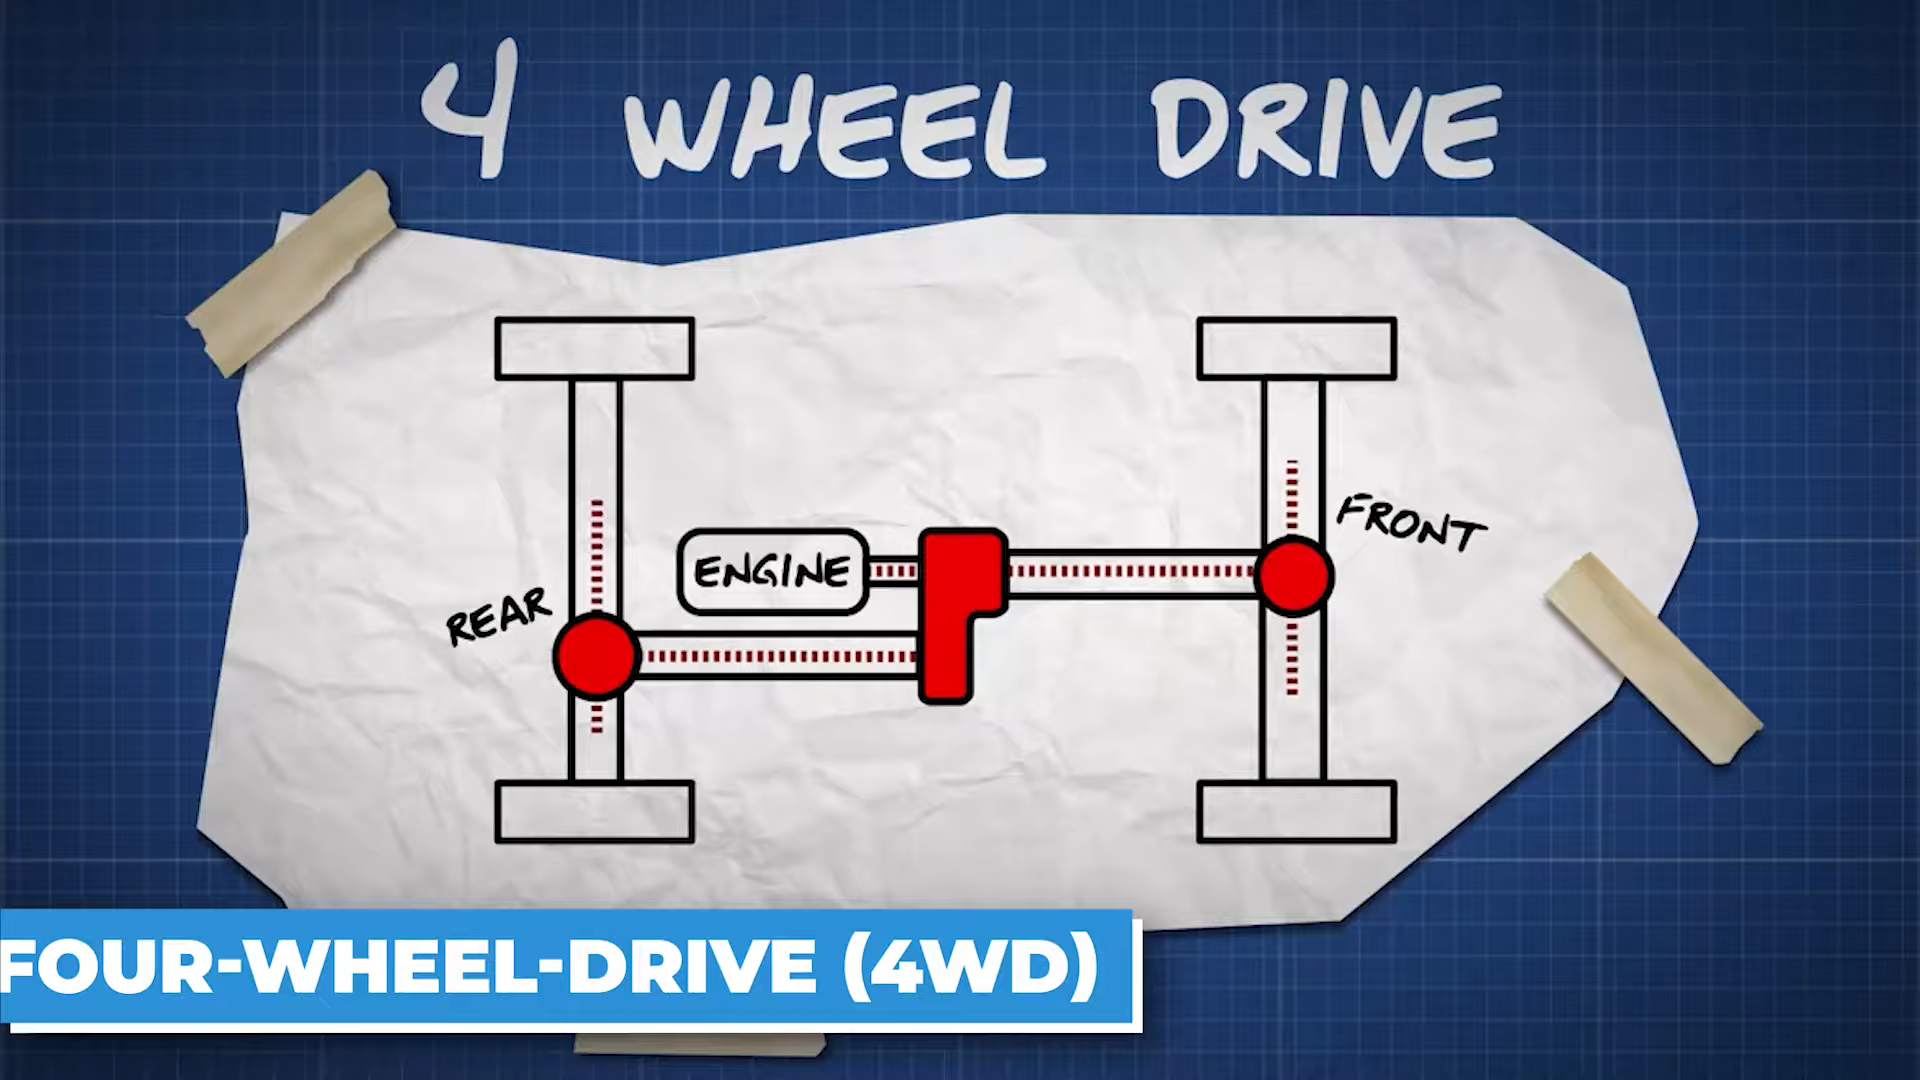 4 WHEEL DRIVE
FRONT
ENGINE
REAR
FOUR-WHEEL-DRIVE (4WD)